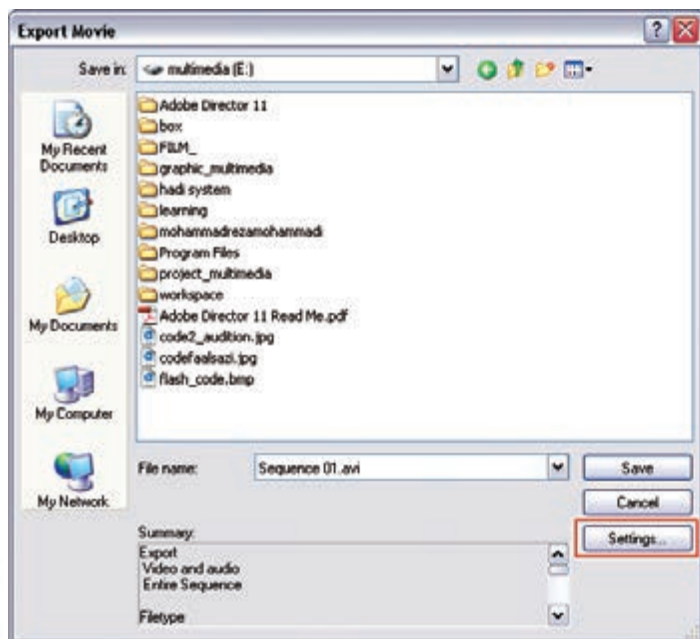 Export Movie
Save in:
multimedia (E:)
My Recent
Documents
Desktop
My Documents
My Computer
My Network
Adobe Director 11
box
FILM_
graphic_multimedia
hadi system
learning
mohammadrezamohammadi
Program Files
project_multimedia
workspace
Adobe Director 11 Read Me.pdf
code2_audition.jpg
codefaalsazi.jpg
flash_code.bmp
File name:
Sequence 01.avi
Save
Cancel
Settings...
Summary:
Export
Video and audio
Entire Sequence
Filetype